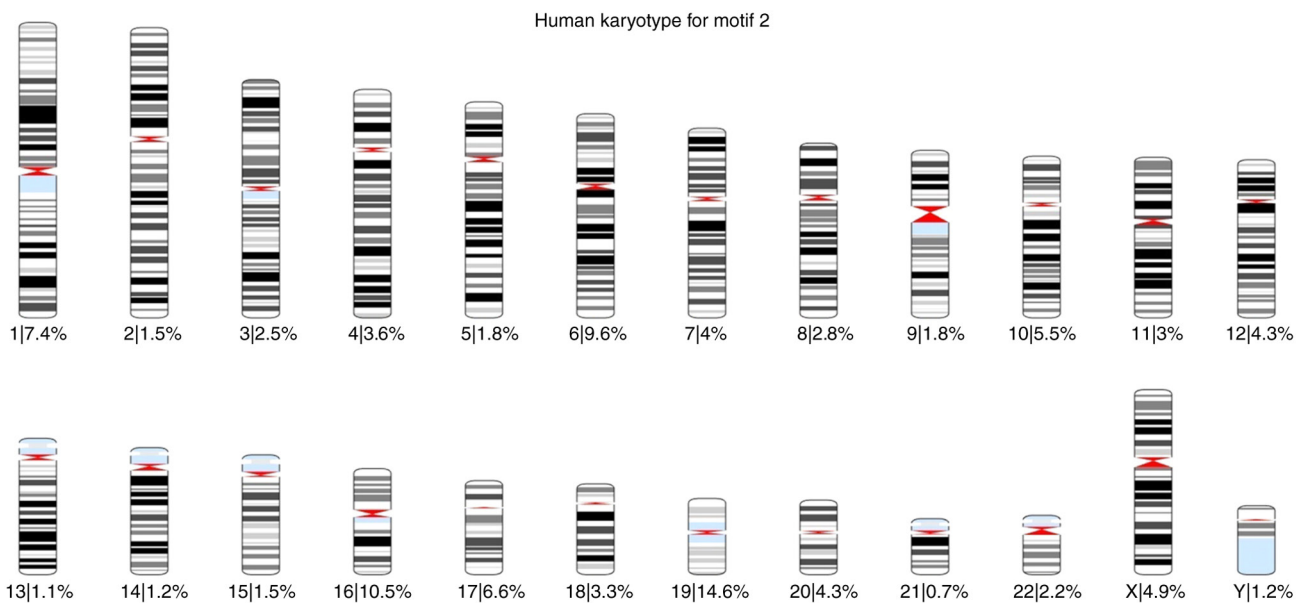 Human karyotype for motif 2
1|7.4% 2|1.5% 3|2.5% 4|3.6% 5|1.8% 6|9.6% 7|4% 8|2.8% 9|1.8% 10|5.5% 11|3% 12|4.3%
13|1.1% 14|1.2% 15|1.5% 16|10.5% 17|6.6% 18|3.3% 19|14.6% 20|4.3% 21|0.7% 22|2.2% X|4.9% Y|1.2%